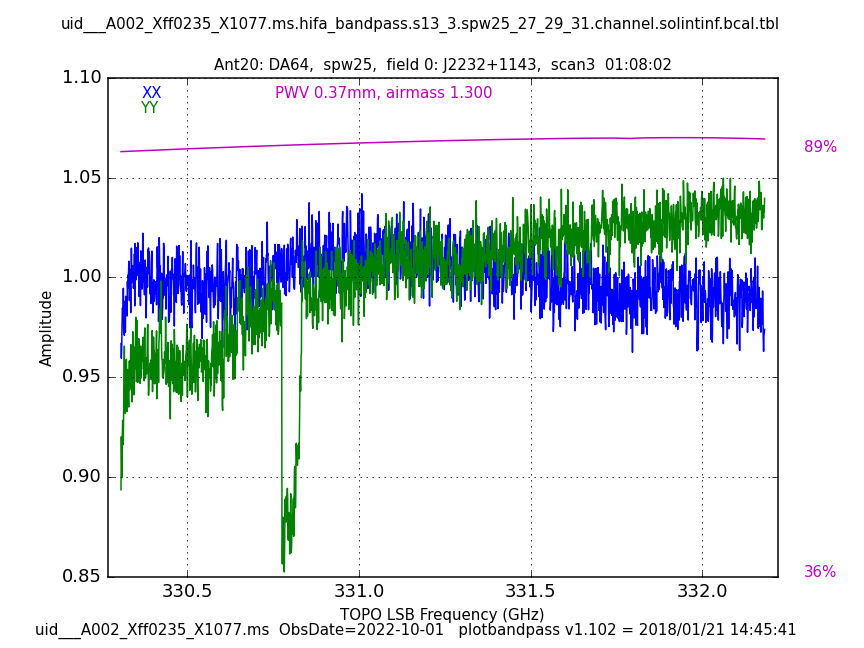 uid___A002_Xff0235_X1077.ms.hifa_bandpass.s13_3.spw25_27_29_31.channel.solintinf.bcal.tbl
Ant20: DA64,  spw25,  field 0: J2232+1143,  scan3  01:08:02
XX
YY
PWV 0.37mm, airmass 1.300
1.10
1.05
1.00
0.95
0.90
0.85
Amplitude
89%
36%
330.5 331.0 331.5 332.0
TOPO LSB Frequency (GHz)
uid___A002_Xff0235_X1077.ms  ObsDate=2022-10-01   plotbandpass v1.102 = 2018/01/21 14:45:41